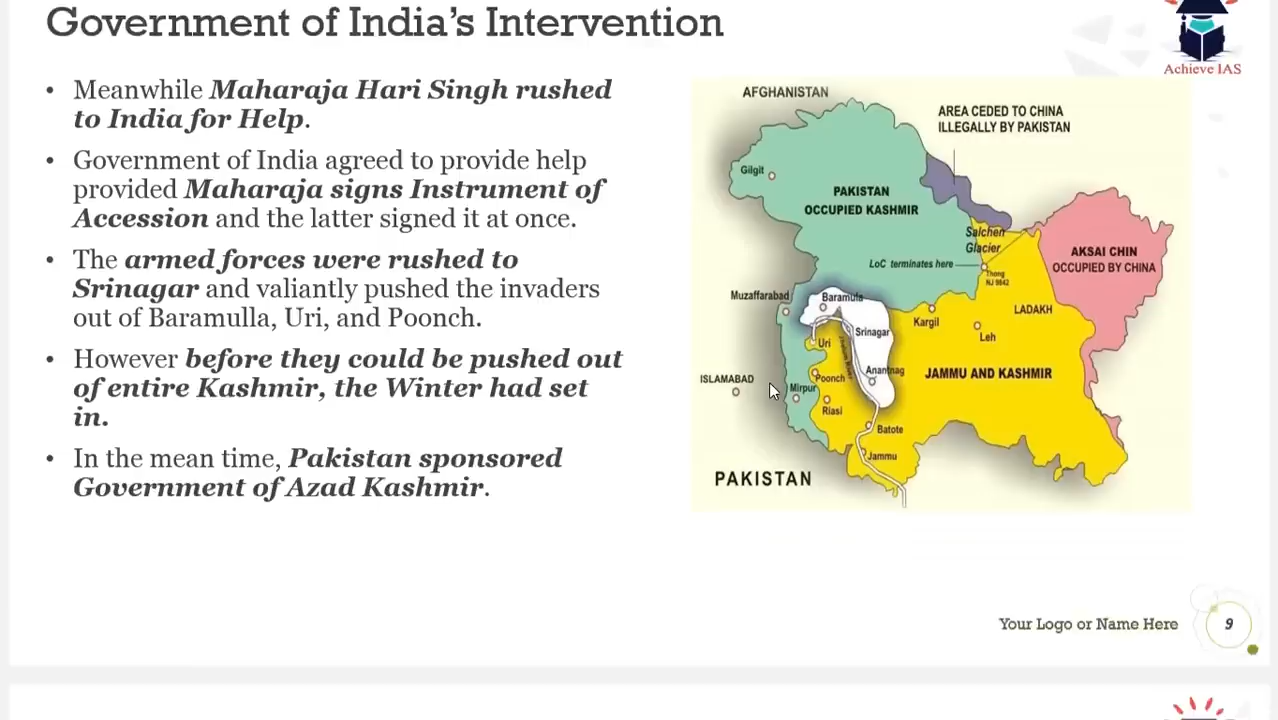 Government of India's Intervention
Achieve IAS
• Meanwhile Maharaja Hari Singh rushed
to India for Help.
• Government of India agreed to provide help
provided Maharaja signs Instrument of
Accession and the latter signed it at once.
• The armed forces were rushed to
Srinagar and valiantly pushed the invaders
out of Baramulla, Uri, and Poonch.
• However before they could be pushed out
of entire Kashmir, the Winter had set
in.
• In the mean time, Pakistan sponsored
Government of Azad Kashmir.
AFGHANISTAN
AREA CEDED TO CHINA
ILLEGALLY BY PAKISTAN
Gilgit
PAKISTAN
OCCUPIED KASHMIR
Salchen
Glacier
AKSAI CHIN
OCCUPIED BY CHINA
LoC terminates here
Thong
NJ 9842
Muzaffarabad
Baramula
LADAKH
Kargil
Srinagar
Leh
Uri
ISLAMABAD
Poonch
Anantnag
JAMMU AND KASHMIR
Mirpur
Riasi
Batote
Jammu
PAKISTAN
Your Logo or Name Here
9